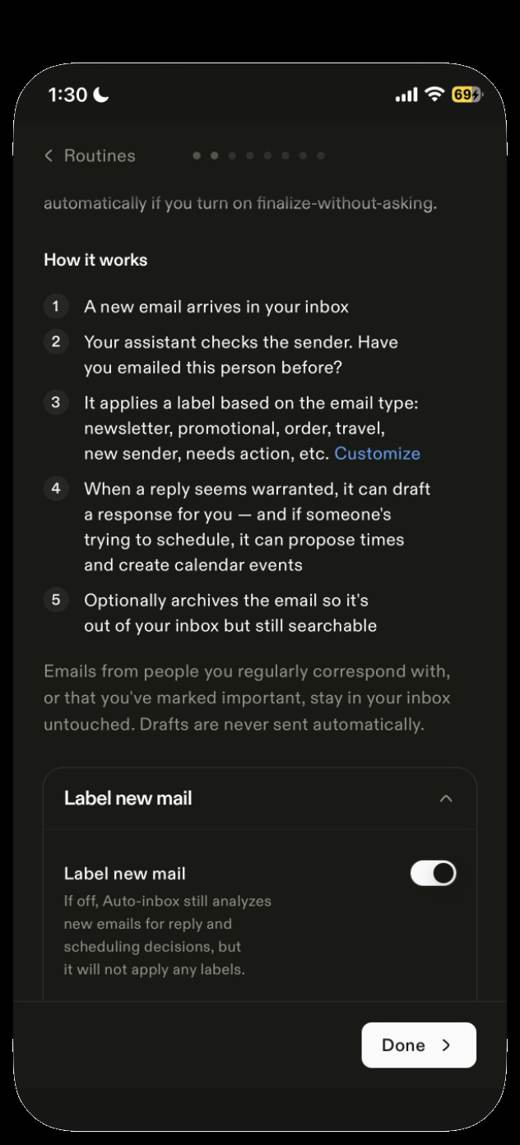 1:30
69
Routines
automatically if you turn on finalize-without-asking.
How it works
1 A new email arrives in your inbox
2 Your assistant checks the sender. Have
you emailed this person before?
3 It applies a label based on the email type:
newsletter, promotional, order, travel,
new sender, needs action, etc. Customize
4 When a reply seems warranted, it can draft
a response for you — and if someone's
trying to schedule, it can propose times
and create calendar events
5 Optionally archives the email so it's
out of your inbox but still searchable
Emails from people you regularly correspond with,
or that you've marked important, stay in your inbox
untouched. Drafts are never sent automatically.
Label new mail
Label new mail
If off, Auto-inbox still analyzes
new emails for reply and
scheduling decisions, but
it will not apply any labels.
Done